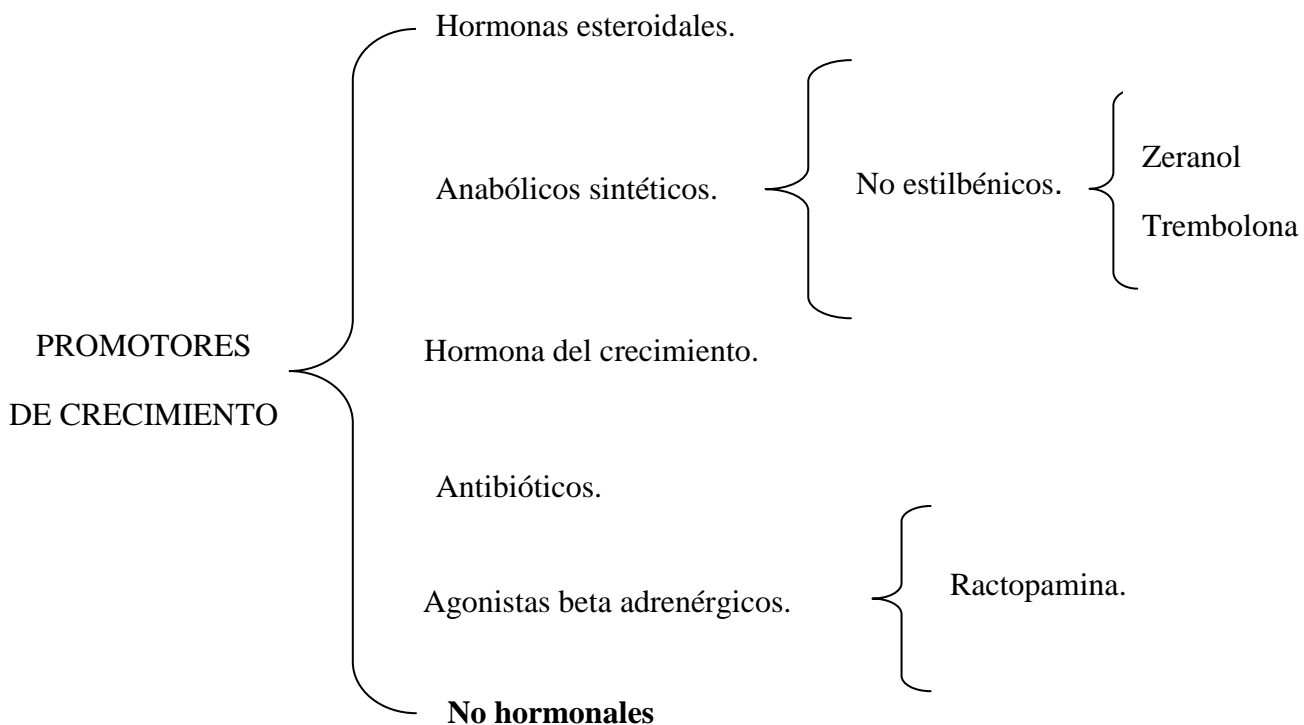 Hormonas esteroidales.
Anabólicos sintéticos.
No estilbénicos.
Zeranol
Trembolona
PROMOTORES
DE CRECIMIENTO
Hormona del crecimiento.
Antibióticos.
Agonistas beta adrenérgicos.
Ractopamina.
No hormonales